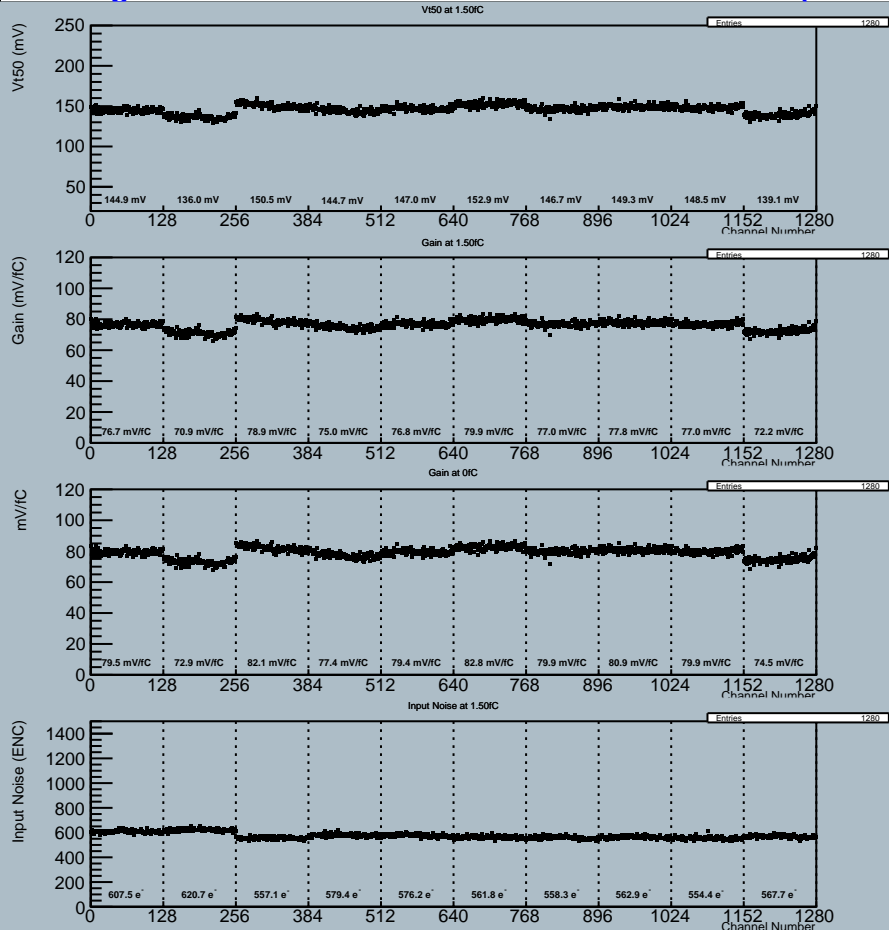 Vt50 at 1.50fC
Entries 1280
Vt50 (mV)
250
200
150
100
50
144.9 mV 136.0 mV 150.5 mV 144.7 mV 147.0 mV 152.9 mV 146.7 mV 149.3 mV 148.5 mV 139.1 mV
0 128 256 384 512 640 768 896 1024 1152 1280
Channel Number
Gain at 1.50fC
Entries 1280
Gain (mV/fC)
120
100
80
60
40
20
0
76.7 mV/fC 70.9 mV/fC 78.9 mV/fC 75.0 mV/fC 76.8 mV/fC 79.9 mV/fC 77.0 mV/fC 77.8 mV/fC 77.0 mV/fC 72.2 mV/fC
0 128 256 384 512 640 768 896 1024 1152 1280
Channel Number
Gain at 0fC
Entries 1280
mV/fC
120
100
80
60
40
20
0
79.5 mV/fC 72.9 mV/fC 82.1 mV/fC 77.4 mV/fC 79.4 mV/fC 82.8 mV/fC 79.9 mV/fC 80.9 mV/fC 79.9 mV/fC 74.5 mV/fC
0 128 256 384 512 640 768 896 1024 1152 1280
Channel Number
Input Noise at 1.50fC
Entries 1280
Input Noise (ENC)
1400
1200
1000
800
600
400
200
0
607.5 e⁻ 620.7 e⁻ 557.1 e⁻ 579.4 e⁻ 576.2 e⁻ 561.8 e⁻ 558.3 e⁻ 562.9 e⁻ 554.4 e⁻ 567.7 e⁻
0 128 256 384 512 640 768 896 1024 1152 1280
Channel Number